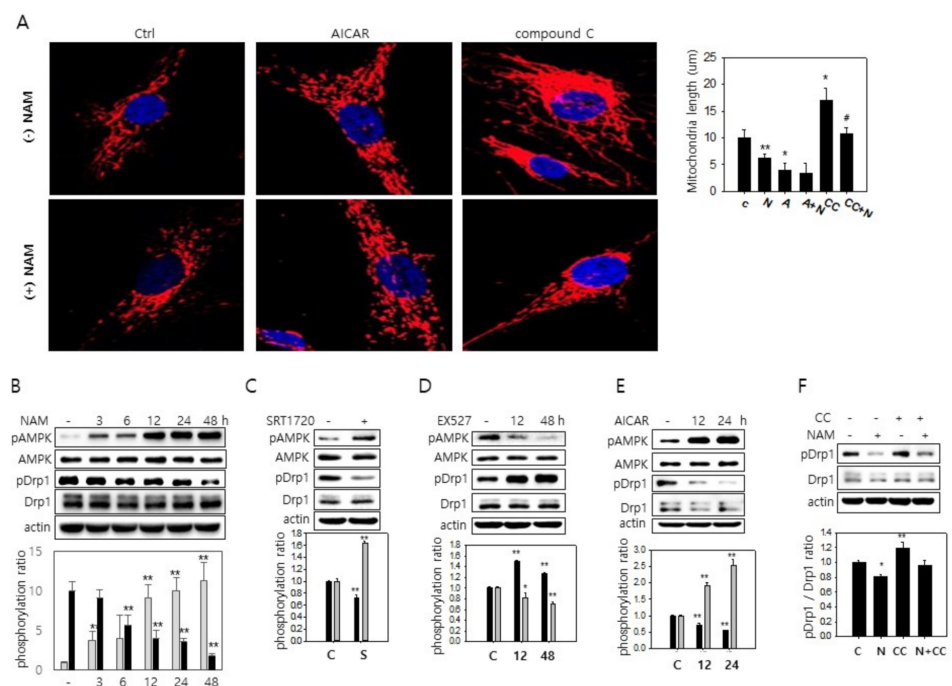 A
Ctrl AICAR compound C
(-) NAM
(+) NAM
Mitochondria length (um)
25
20
15
10
5
0
** * * #
c N A A+N CC CC+N
B
NAM - 3 6 12 24 48 h
pAMPK
AMPK
pDrp1
Drp1
actin
phosphorylation ratio
15
10
5
0
** ** ** ** ** ** ** **
- 3 6 12 24 48
C
SRT1720 - +
pAMPK
AMPK
pDrp1
Drp1
actin
phosphorylation ratio
1.8
1.6
1.4
1.2
1.0
0.8
0.6
0.4
0.2
0.0
** **
C S
D
EX527 - 12 48 h
pAMPK
AMPK
pDrp1
Drp1
actin
phosphorylation ratio
1.8
1.6
1.4
1.2
1.0
0.8
0.6
0.4
0.2
0.0
** * ** **
C 12 48
E
AICAR - 12 24 h
pAMPK
AMPK
pDrp1
Drp1
actin
phosphorylation ratio
3.0
2.5
2.0
1.5
1.0
0.5
0.0
** ** ** **
C 12 24
F
CC - - + +
NAM - + - +
pDrp1
Drp1
actin
pDrp1 / Drp1 ratio
1.4
1.2
1.0
0.8
0.6
0.4
0.2
0.0
* **
C N CC N+CC